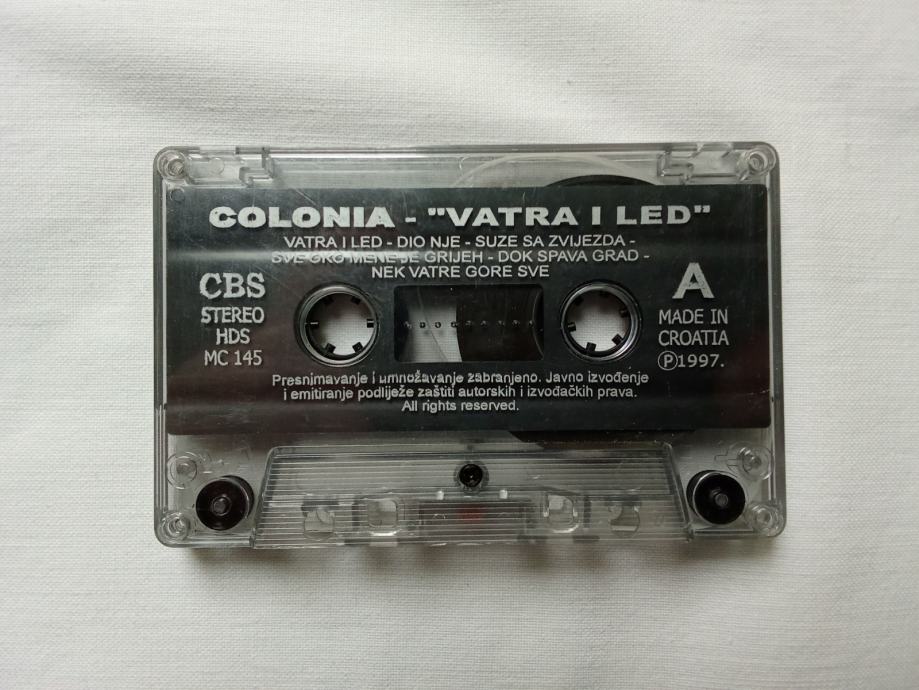 COLONIA - "VATRA I LED"
VATRA I LED - DIO NJE - SUZE SA ZVIJEZDA -
SVE OKO MENE JE GRIJEH - DOK SPAVA GRAD -
NEK VATRE GORE SVE
CBS
STEREO
HDS
MC 145
A
MADE IN
CROATIA
Ⓟ1997.
Presnimavanje i umnožavanje zabranjeno. Javno izvođenje
i emitiranje podliježe zaštiti autorskih i izvođačkih prava.
All rights reserved.